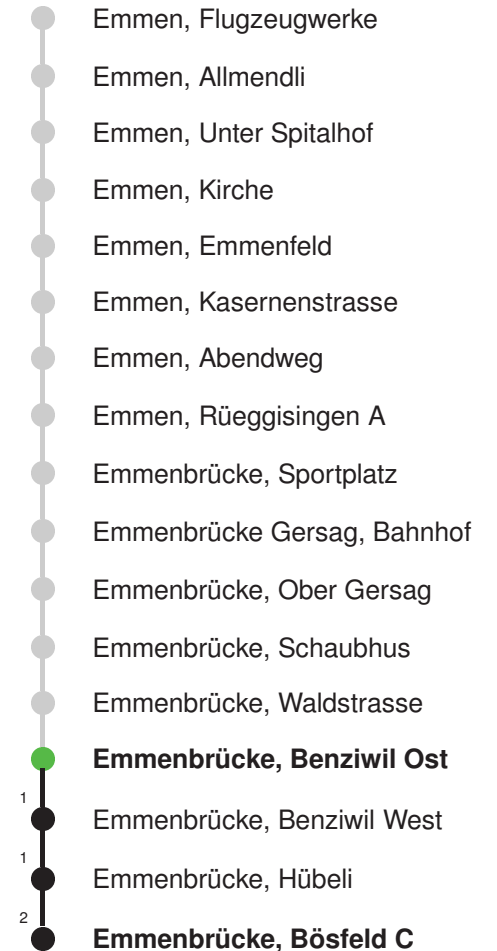 Emmen, Flugzeugwerke
Emmen, Allmendli
Emmen, Unter Spitalhof
Emmen, Kirche
Emmen, Emmenfeld
Emmen, Kasernenstrasse
Emmen, Abendweg
Emmen, Rüeggisingen A
Emmenbrücke, Sportplatz
Emmenbrücke Gersag, Bahnhof
Emmenbrücke, Ober Gersag
Emmenbrücke, Schaubhus
Emmenbrücke, Waldstrasse
Emmenbrücke, Benziwil Ost
1 Emmenbrücke, Benziwil West
1 Emmenbrücke, Hübeli
2 Emmenbrücke, Bösfeld C